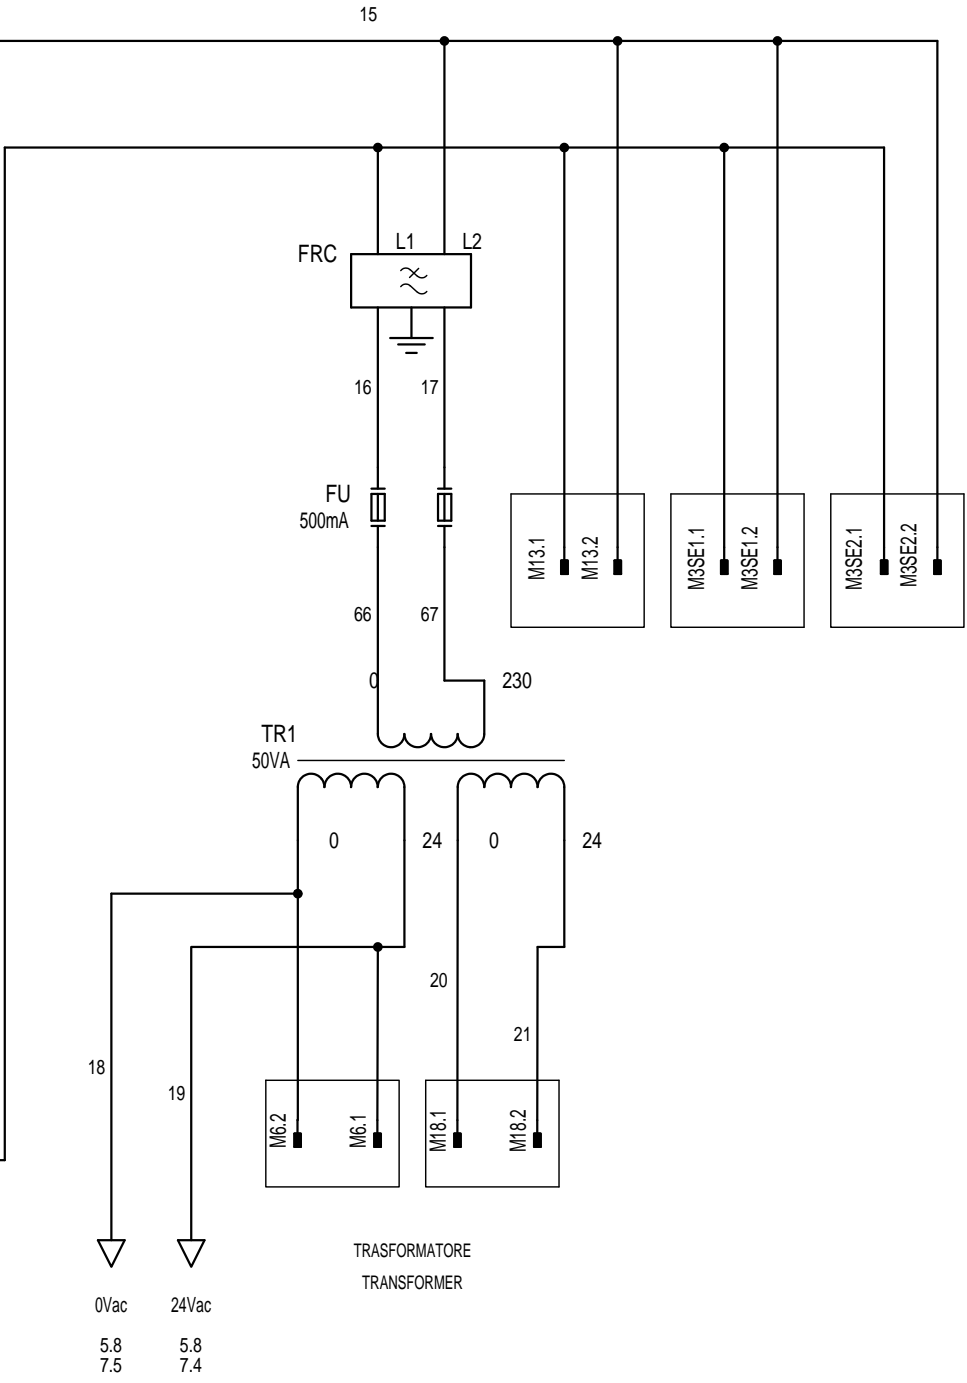 15
L1
L2
FRC
16
17
FU
500mA
M13.1
M13.2
M3SE1.1
M3SE1.2
M3SE2.1
M3SE2.2
66
67
0
230
TR1
50VA
0
24
0
24
20
21
18
19
M6.2
M6.1
M18.1
M18.2
TRASFORMATORE
TRANSFORMER
0Vac
24Vac
5.8
5.8
7.5
7.4